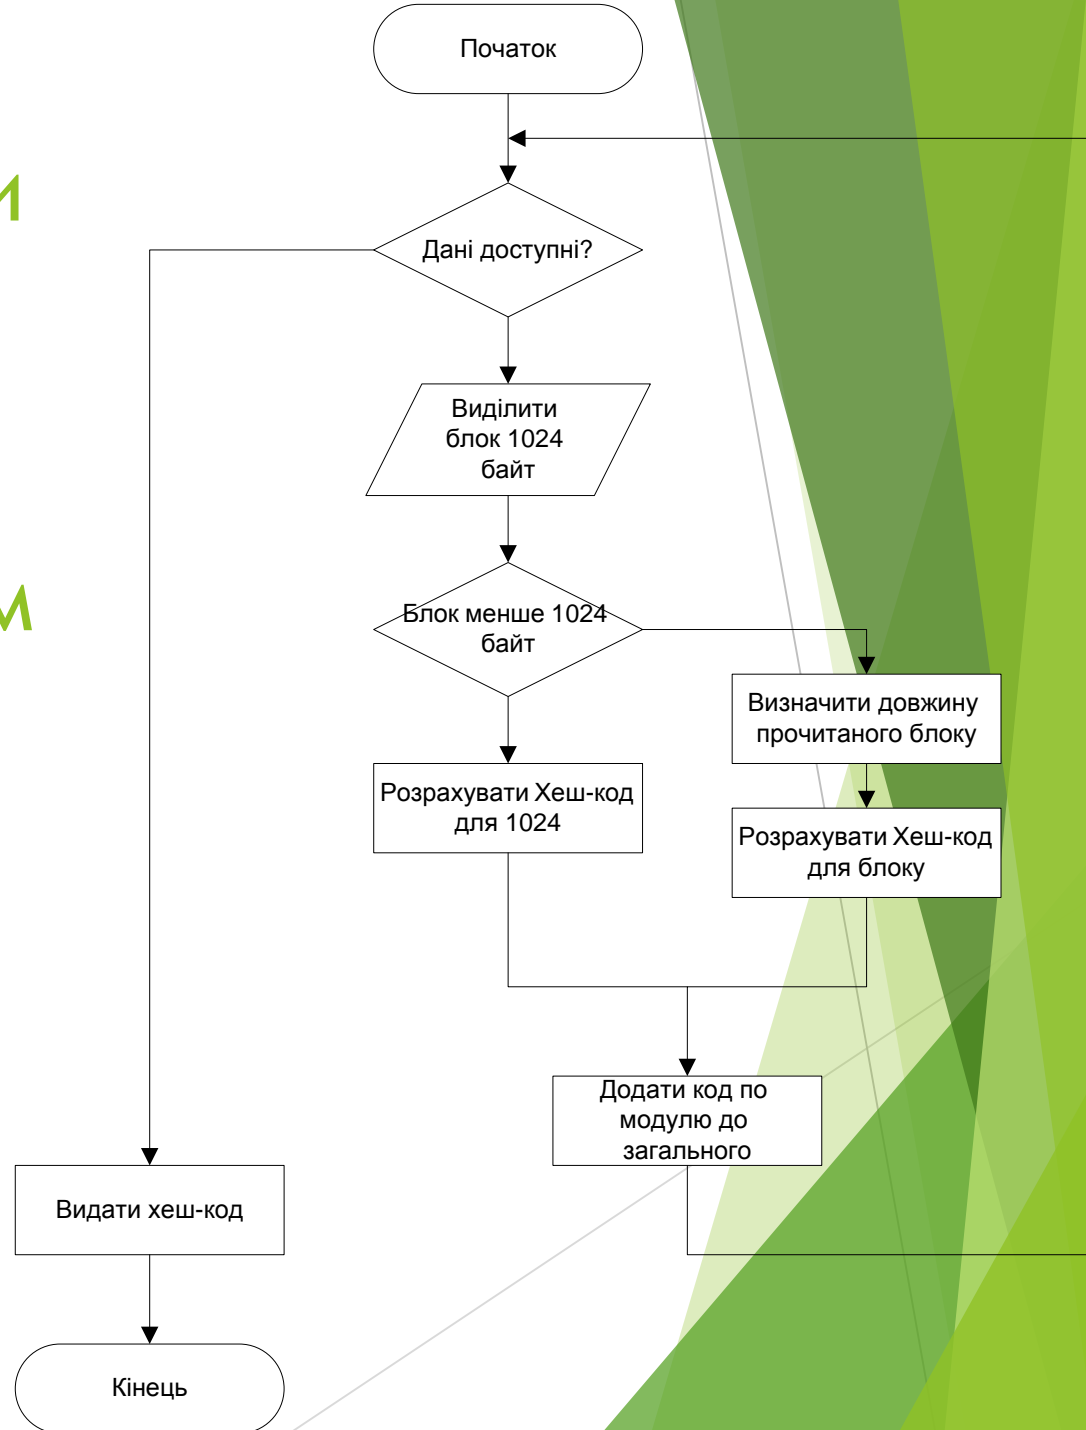 Початок
Дані доступні?
Виділити
блок 1024
байт
Блок менше 1024
байт
Визначити довжину
прочитаного блоку
Розрахувати Хеш-код
для 1024
Розрахувати Хеш-код
для блоку
Додати код по
модулю до
загального
Видати хеш-код
Кінець